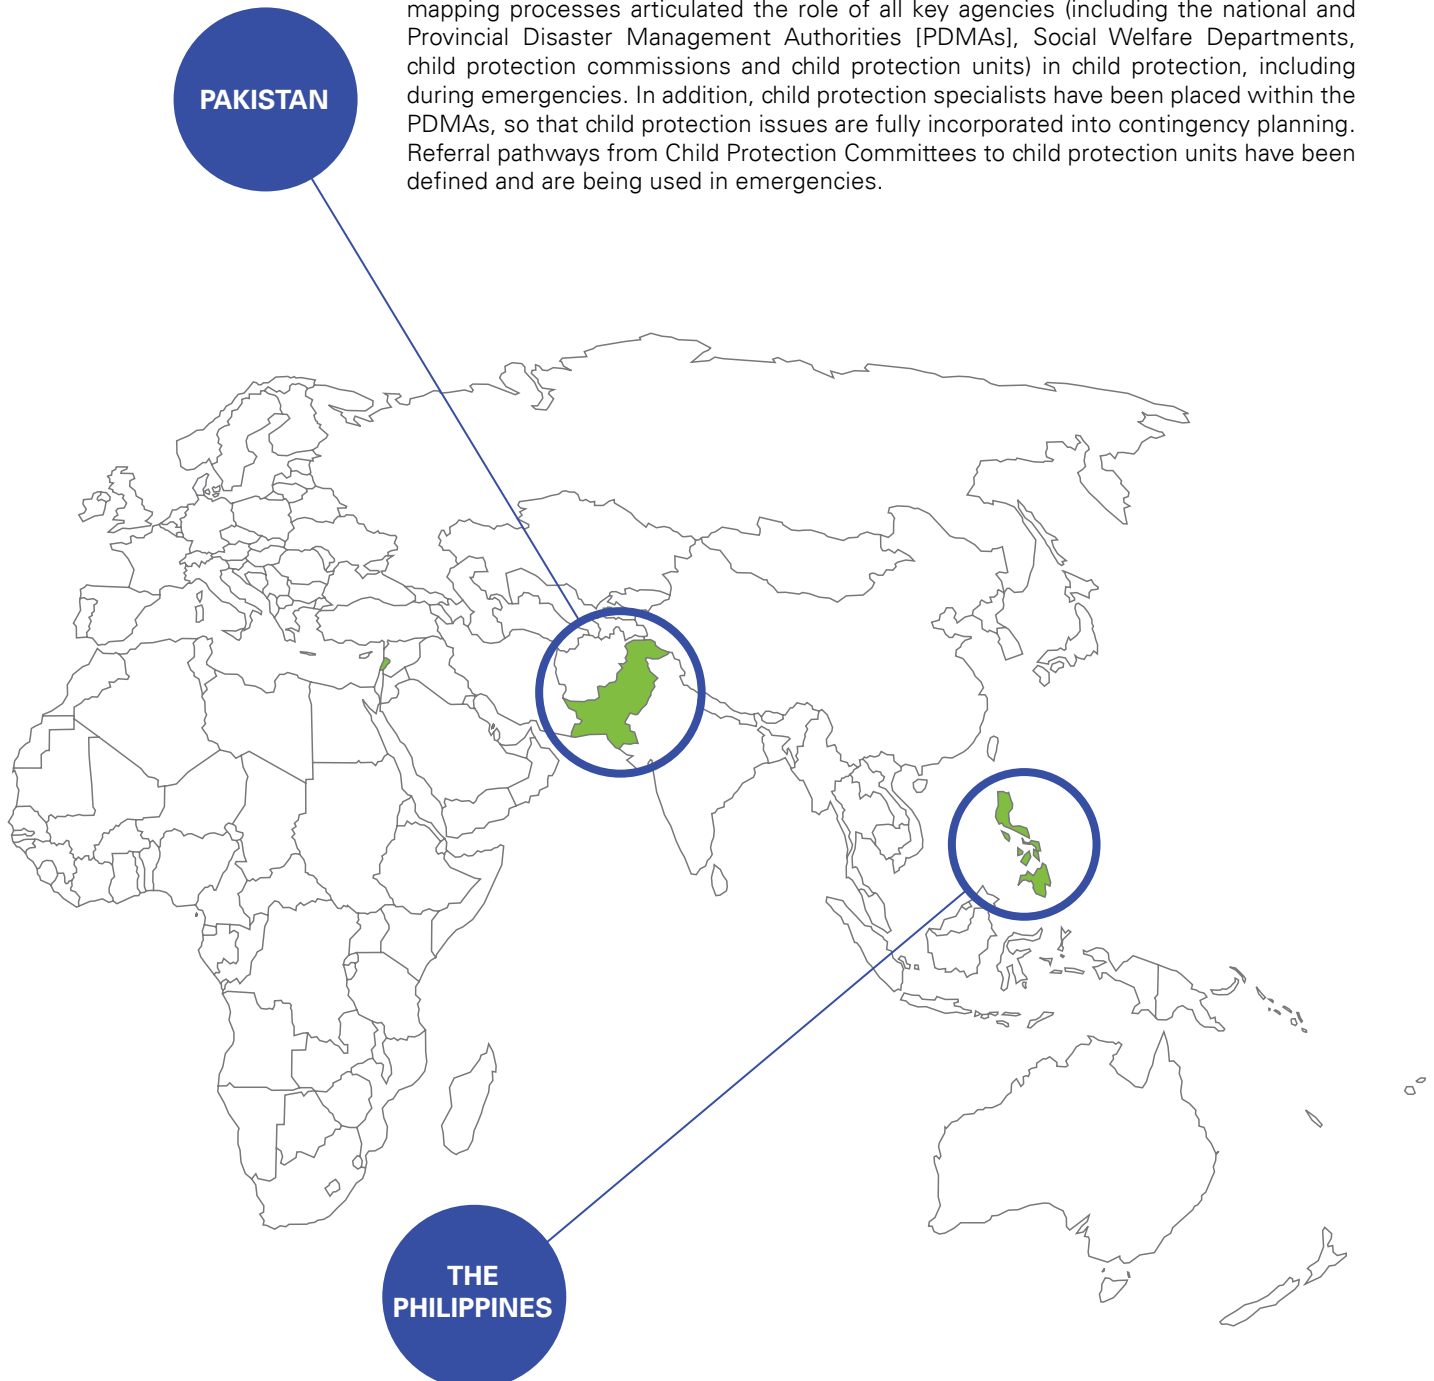 mapping processes articulated the role of all key agencies (including the national and
Provincial Disaster Management Authorities [PDMAs], Social Welfare Departments,
child protection commissions and child protection units) in child protection, including
during emergencies. In addition, child protection specialists have been placed within the
PDMAs, so that child protection issues are fully incorporated into contingency planning.
Referral pathways from Child Protection Committees to child protection units have been
defined and are being used in emergencies.
PAKISTAN
THE
PHILIPPINES